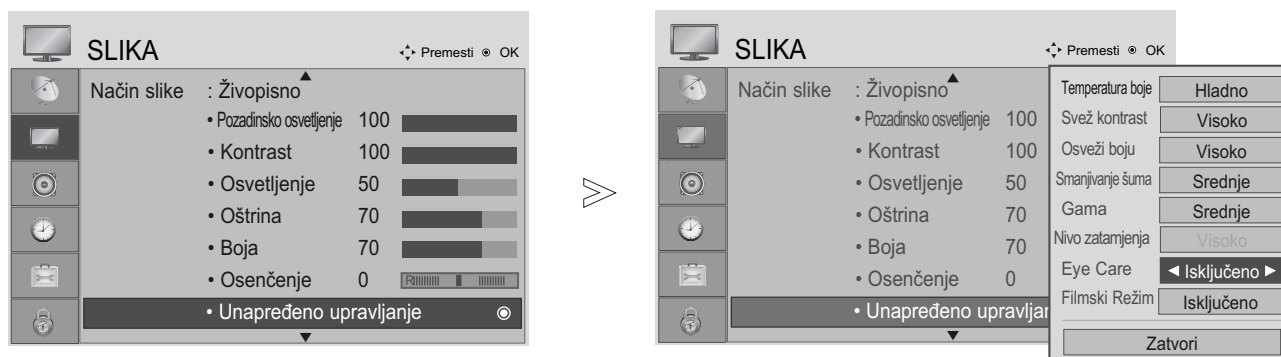 SLIKA
Premesti OK
Način slike : Živopisno
• Pozadinsko osvetljenje 100
• Kontrast 100
• Osvetljenje 50
• Oštrina 70
• Boja 70
• Osenčenje 0
• Unapređeno upravljanje
SLIKA
Premesti OK
Način slike : Živopisno
• Pozadinsko osvetljenje 100
• Kontrast 100
• Osvetljenje 50
• Oštrina 70
• Boja 70
• Osenčenje 0
• Unapređeno upravljan
Temperatura boje Hladno
Svež kontrast Visoko
Osveži boju Visoko
Smanjivanje šuma Srednje
Gama Srednje
Nivo zatamjenja Visoko
Eye Care ◄ Isključeno ►
Filmski Režim Isključeno
Zatvori